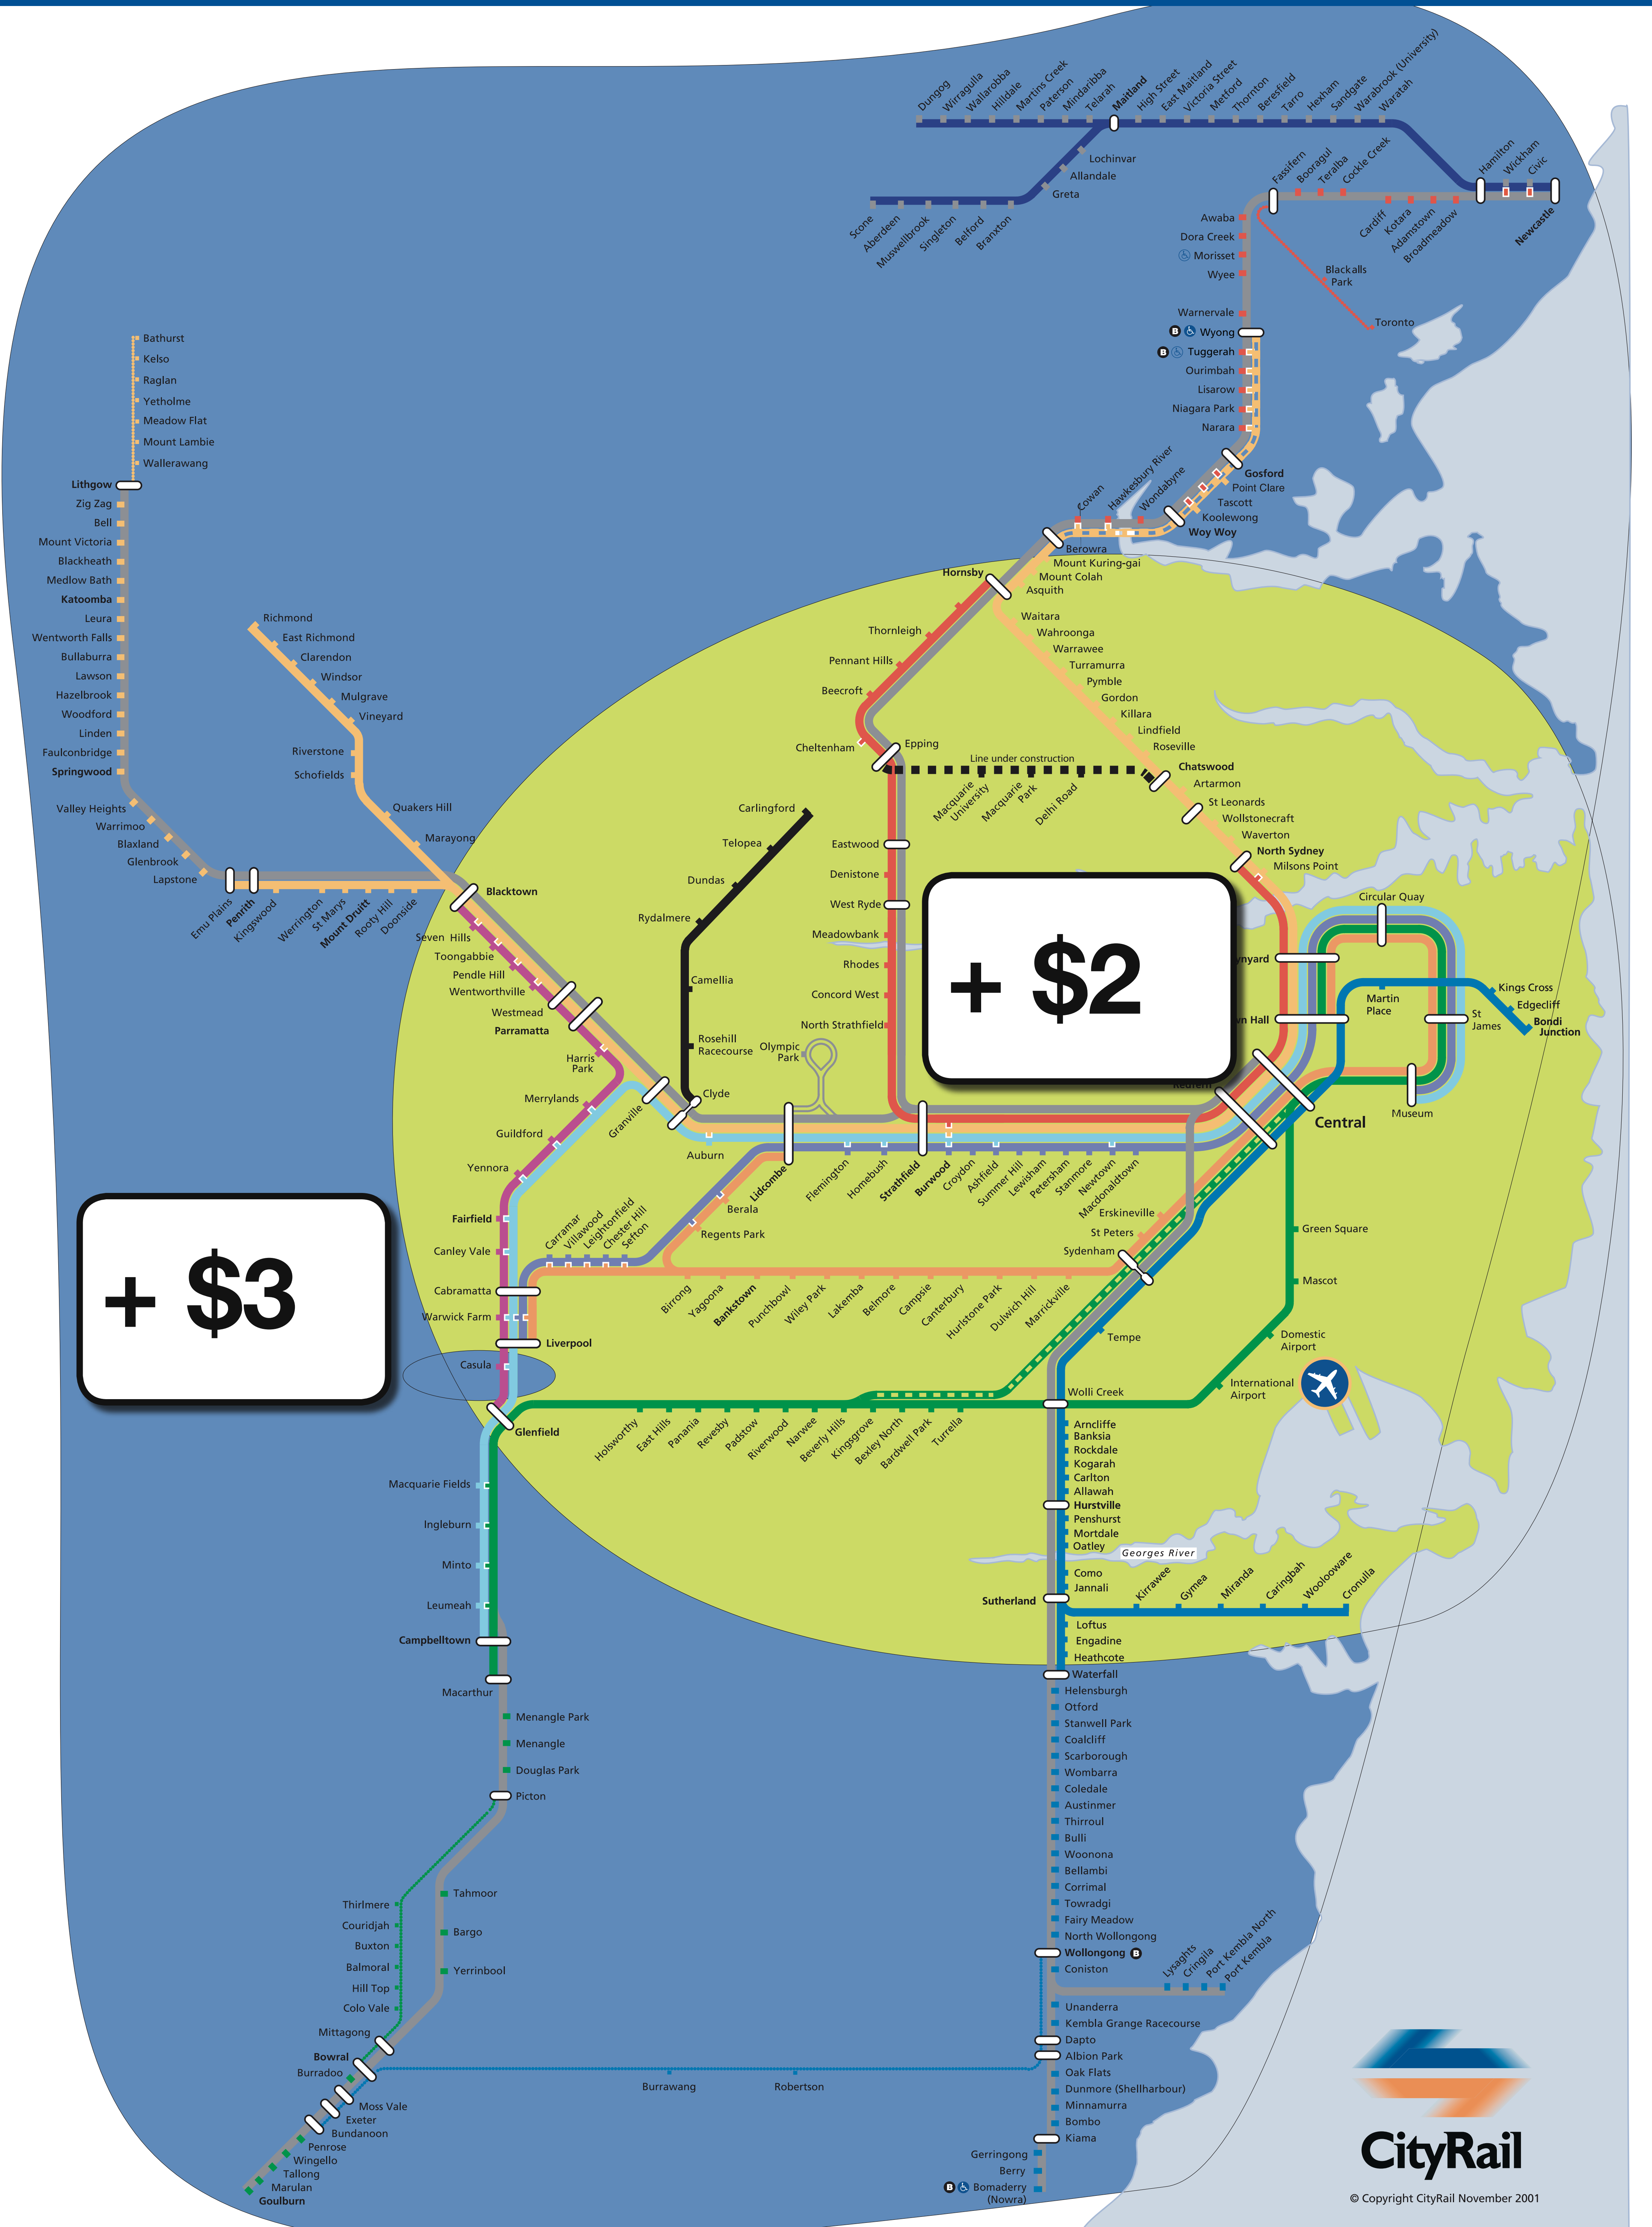 Dungog
Wirragulla
Wallarobba
Hilldale
Martins Creek
Paterson
Mindaribba
Telarah
Maitland
High Street
East Maitland
Victoria Street
Metford
Thornton
Beresfield
Tarro
Hexham
Sandgate
Warabrook (University)
Waratah
Hamilton
Wickham
Civic
Newcastle
Lochinvar
Allandale
Greta
Scone
Aberdeen
Muswellbrook
Singleton
Belford
Branxton
Fassifern
Booragul
Teralba
Cockle Creek
Cardiff
Kotara
Adamstown
Broadmeadow
Awaba
Dora Creek
Morisset
Wyee
Blackalls
Park
Toronto
Warnervale
B Wyong
B Tuggerah
Ourimbah
Lisarow
Niagara Park
Narara
Gosford
Point Clare
Tascott
Koolewong
Woy Woy
Wondabyne
Hawkesbury River
Cowan
Berowra
Mount Kuring-gai
Mount Colah
Asquith
Hornsby
Waitara
Wahroonga
Warrawee
Turramurra
Pymble
Gordon
Killara
Lindfield
Roseville
Chatswood
Artarmon
St Leonards
Wollstonecraft
Waverton
North Sydney
Milsons Point
Thornleigh
Pennant Hills
Beecroft
Cheltenham
Epping
Line under construction
Macquarie
University
Macquarie
Park
Delhi Road
Eastwood
Denistone
West Ryde
Meadowbank
Rhodes
Concord West
North Strathfield
Bathurst
Kelso
Raglan
Yetholme
Meadow Flat
Mount Lambie
Wallerawang
Lithgow
Zig Zag
Bell
Mount Victoria
Blackheath
Medlow Bath
Katoomba
Leura
Wentworth Falls
Bullaburra
Lawson
Hazelbrook
Woodford
Linden
Faulconbridge
Springwood
Valley Heights
Warrimoo
Blaxland
Glenbrook
Lapstone
Emu Plains
Penrith
Kingswood
Werrington
St Marys
Mount Druitt
Rooty Hill
Doonside
Richmond
East Richmond
Clarendon
Windsor
Mulgrave
Vineyard
Riverstone
Schofields
Quakers Hill
Marayong
Blacktown
Seven Hills
Toongabbie
Pendle Hill
Wentworthville
Westmead
Parramatta
Harris
Park
Merrylands
Guildford
Yennora
Fairfield
Canley Vale
Cabramatta
Warwick Farm
Liverpool
Casula
Glenfield
Granville
Carlingford
Telopea
Dundas
Rydalmere
Camellia
Rosehill
Racecourse
Clyde
Olympic
Park
Auburn
Lidcombe
Flemington
Homebush
Strathfield
Burwood
Croydon
Ashfield
Summer Hill
Lewisham
Petersham
Stanmore
Newtown
Macdonaldtown
Redfern
+ $2
ynyard
wn Hall
Circular Quay
Martin
Place
Kings Cross
Edgecliff
Bondi
Junction
St
James
Museum
Central
+ $3
Carramar
Villawood
Leightonfield
Chester Hill
Sefton
Berala
Regents Park
Birrong
Yagoona
Bankstown
Punchbowl
Wiley Park
Lakemba
Belmore
Campsie
Canterbury
Hurlstone Park
Dulwich Hill
Marrickville
Erskineville
St Peters
Sydenham
Tempe
Green Square
Mascot
Domestic
Airport
International
Airport
Wolli Creek
Holsworthy
East Hills
Panania
Revesby
Padstow
Riverwood
Narwee
Beverly Hills
Kingsgrove
Bexley North
Bardwell Park
Turrella
Arncliffe
Banksia
Rockdale
Kogarah
Carlton
Allawah
Hurstville
Penshurst
Mortdale
Oatley
Georges River
Como
Jannali
Sutherland
Kirrawee
Gymea
Miranda
Caringbah
Woolooware
Cronulla
Loftus
Engadine
Heathcote
Waterfall
Helensburgh
Otford
Stanwell Park
Coalcliff
Scarborough
Wombarra
Coledale
Austinmer
Thirroul
Bulli
Woonona
Bellambi
Corrimal
Towradgi
Fairy Meadow
North Wollongong
Wollongong B
Coniston
Lysaghts
Cringila
Port Kembla North
Port Kembla
Unanderra
Kembla Grange Racecourse
Dapto
Albion Park
Oak Flats
Dunmore (Shellharbour)
Minnamurra
Bombo
Kiama
Gerringong
Berry
B Bomaderry
(Nowra)
Macquarie Fields
Ingleburn
Minto
Leumeah
Campbelltown
Macarthur
Menangle Park
Menangle
Douglas Park
Picton
Thirlmere
Couridjah
Buxton
Balmoral
Hill Top
Colo Vale
Tahmoor
Bargo
Yerrinbool
Mittagong
Bowral
Burradoo
Moss Vale
Exeter
Bundanoon
Penrose
Wingello
Tallong
Marulan
Goulburn
Burrawang
Robertson
CityRail
© Copyright CityRail November 2001